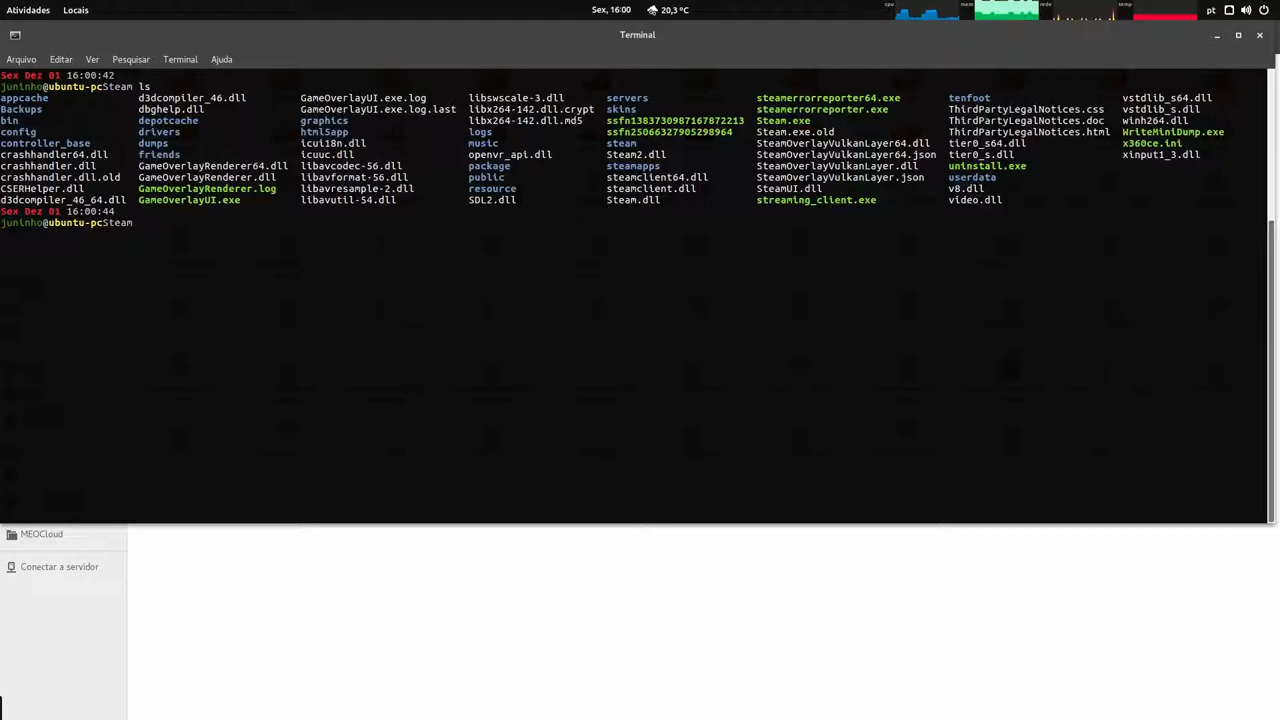 Atividades Locais Sex, 16:00 20,3 ºC cpu mem rede temp pt
Terminal
Arquivo Editar Ver Pesquisar Terminal Ajuda
Sex Dez 01 16:00:42
juninho@ubuntu-pcSteam ls
appcache d3dcompiler_46.dll GameOverlayUI.exe.log libswscale-3.dll servers steamerrorreporter64.exe tenfoot vstdlib_s64.dll
Backups dbghelp.dll GameOverlayUI.exe.log.last libx264-142.dll.crypt skins steamerrorreporter.exe ThirdPartyLegalNotices.css vstdlib_s.dll
bin depotcache graphics libx264-142.dll.md5 ssfn1383730987167872213 Steam.exe ThirdPartyLegalNotices.doc winh264.dll
config drivers html5app logs ssfn25066327905298964 Steam.exe.old ThirdPartyLegalNotices.html WriteMiniDump.exe
controller_base dumps icui18n.dll music steam SteamOverlayVulkanLayer64.dll tier0_s64.dll x360ce.ini
crashhandler64.dll friends icuuc.dll openvr_api.dll Steam2.dll SteamOverlayVulkanLayer64.json tier0_s.dll xinput1_3.dll
crashhandler.dll GameOverlayRenderer64.dll libavcodec-56.dll package steamapps SteamOverlayVulkanLayer.dll uninstall.exe
crashhandler.dll.old GameOverlayRenderer.dll libavformat-56.dll public steamclient64.dll SteamOverlayVulkanLayer.json userdata
CSERHelper.dll GameOverlayRenderer.log libavresample-2.dll resource steamclient.dll SteamUI.dll v8.dll
d3dcompiler_46_64.dll GameOverlayUI.exe libavutil-54.dll SDL2.dll Steam.dll streaming_client.exe video.dll
Sex Dez 01 16:00:44
juninho@ubuntu-pcSteam
MEOCloud
Conectar a servidor